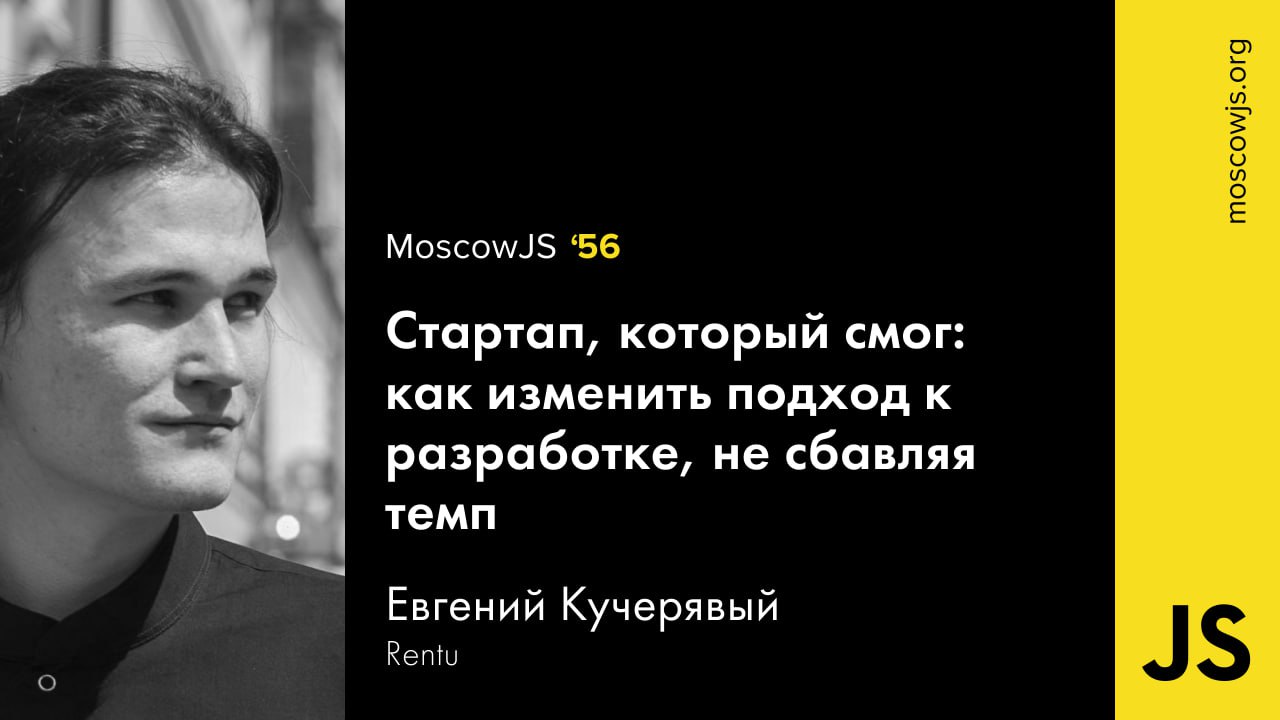 MoscowJS ‘56
Стартап, который смог:
как изменить подход к
разработке, не сбавляя
темп
Евгений Кучерявый
Rentu
moscowjs.org
JS